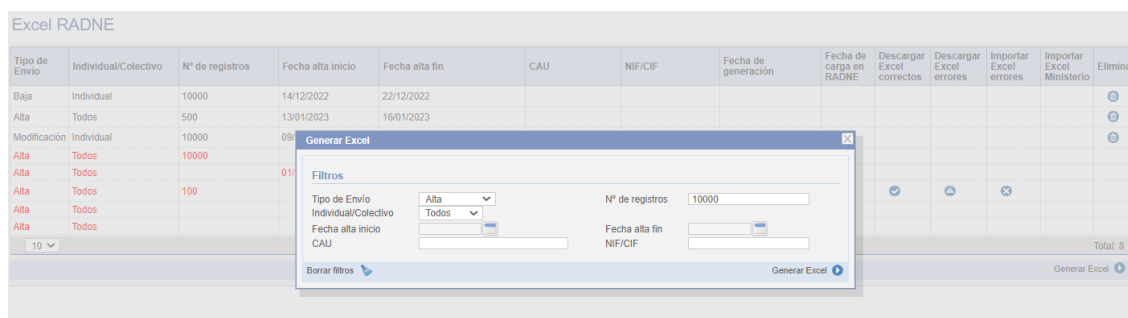 Excel RADNE
Tipo de Envío Individual/Colectivo Nº de registros Fecha alta inicio Fecha alta fin CAU NIF/CIF Fecha de generación Fecha de carga en RADNE Descargar Excel correctos Descargar Excel errores Importar Excel errores Importar Excel Ministerio Elimina
Baja Individual 10000 14/12/2022 22/12/2022
Alta Todos 500 13/01/2023 16/01/2023
Modificación Individual 10000 09/
Alta Todos 10000
Alta Todos 01/
Alta Todos 100
Alta Todos
Alta Todos
10 Total: 8
Generar Excel
Generar Excel
Filtros
Tipo de Envío Alta Nº de registros 10000
Individual/Colectivo Todos
Fecha alta inicio Fecha alta fin
CAU NIF/CIF
Borrar filtros Generar Excel